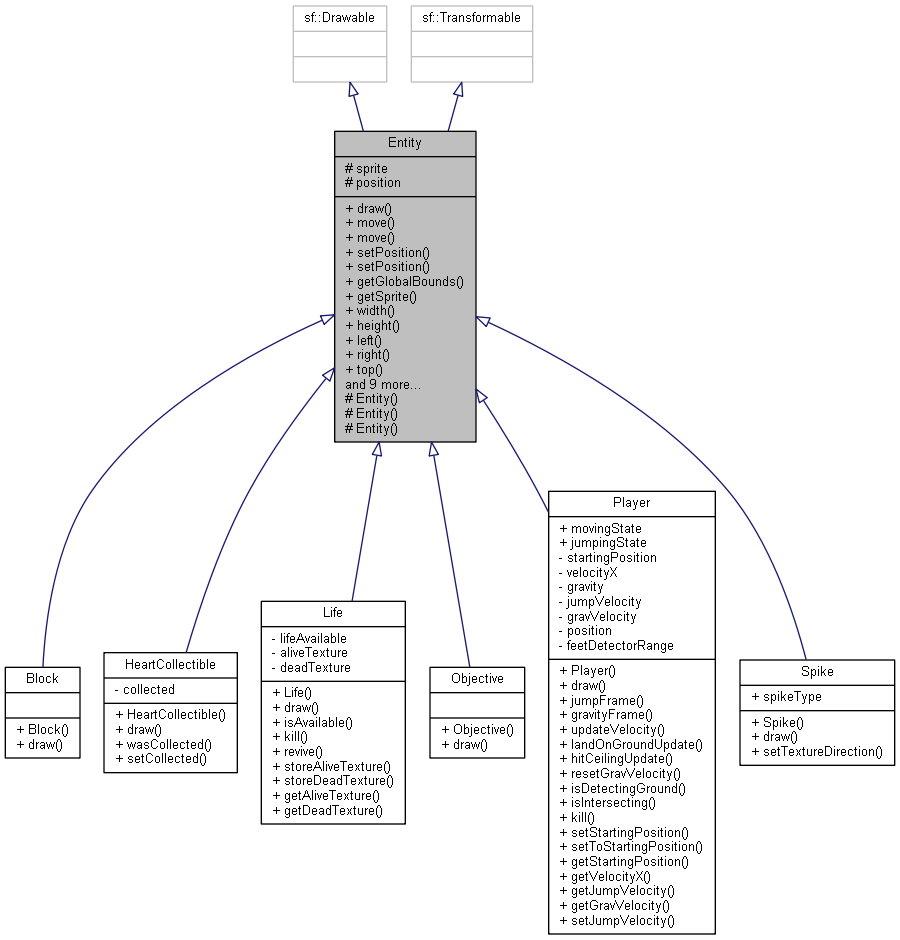 sf::Drawable
sf::Transformable
Entity
# sprite
# position
+ draw()
+ move()
+ move()
+ setPosition()
+ setPosition()
+ getGlobalBounds()
+ getSprite()
+ width()
+ height()
+ left()
+ right()
+ top()
and 9 more...
# Entity()
# Entity()
# Entity()
Block
+ Block()
+ draw()
HeartCollectible
- collected
+ HeartCollectible()
+ draw()
+ wasCollected()
+ setCollected()
Life
- lifeAvailable
- aliveTexture
- deadTexture
+ Life()
+ draw()
+ isAvailable()
+ kill()
+ revive()
+ storeAliveTexture()
+ storeDeadTexture()
+ getAliveTexture()
+ getDeadTexture()
Objective
+ Objective()
+ draw()
Player
+ movingState
+ jumpingState
- startingPosition
- velocityX
- gravity
- jumpVelocity
- gravVelocity
- position
- feetDetectorRange
+ Player()
+ draw()
+ jumpFrame()
+ gravityFrame()
+ updateVelocity()
+ landOnGroundUpdate()
+ hitCeilingUpdate()
+ resetGravVelocity()
+ isDetectingGround()
+ isIntersecting()
+ kill()
+ setStartingPosition()
+ setToStartingPosition()
+ getStartingPosition()
+ getVelocityX()
+ getJumpVelocity()
+ getGravVelocity()
+ setJumpVelocity()
Spike
+ spikeType
+ Spike()
+ draw()
+ setTextureDirection()